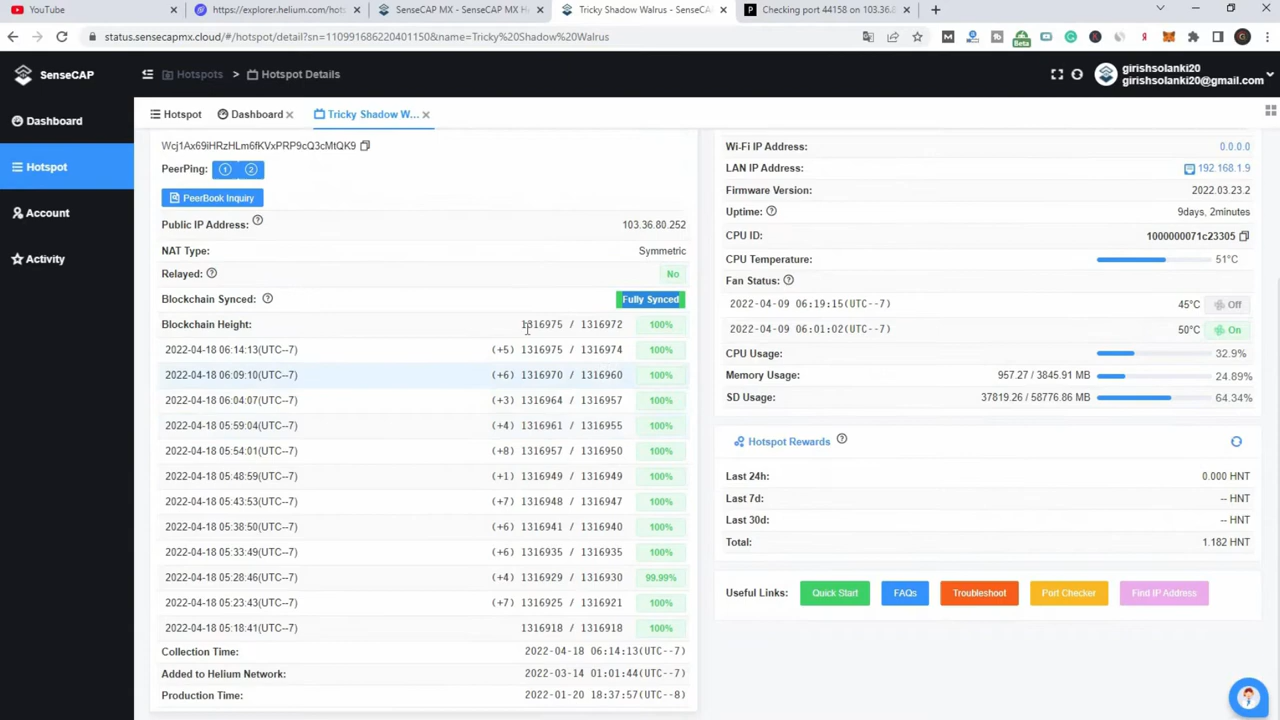 YouTube
https://explorer.helium.com/hots
SenseCAP MX - SenseCAP MX H
Tricky Shadow Walrus - SenseCAP
Checking port 44158 on 103.36.8
status.sensecapmx.cloud/#/hotspot/detail?sn=110991686220401150&name=Tricky%20Shadow%20Walrus
Beta
SenseCAP
Hotspots > Hotspot Details
girishsolanki20
girishsolanki20@gmail.com
Dashboard
Hotspot
Account
Activity
Hotspot
Dashboard
Tricky Shadow W...
Wcj1Ax69iHRzHLm6fKVxPRP9cQ3cMtQK9
PeerPing: 1 2
PeerBook Inquiry
Public IP Address: 103.36.80.252
NAT Type: Symmetric
Relayed: No
Blockchain Synced: Fully Synced
Blockchain Height: 1316975 / 1316972 100%
2022-04-18 06:14:13(UTC--7) (+5) 1316975 / 1316974 100%
2022-04-18 06:09:10(UTC--7) (+6) 1316970 / 1316960 100%
2022-04-18 06:04:07(UTC--7) (+3) 1316964 / 1316957 100%
2022-04-18 05:59:04(UTC--7) (+4) 1316961 / 1316955 100%
2022-04-18 05:54:01(UTC--7) (+8) 1316957 / 1316950 100%
2022-04-18 05:48:59(UTC--7) (+1) 1316949 / 1316949 100%
2022-04-18 05:43:53(UTC--7) (+7) 1316948 / 1316947 100%
2022-04-18 05:38:50(UTC--7) (+6) 1316941 / 1316940 100%
2022-04-18 05:33:49(UTC--7) (+6) 1316935 / 1316935 100%
2022-04-18 05:28:46(UTC--7) (+4) 1316929 / 1316930 99.99%
2022-04-18 05:23:43(UTC--7) (+7) 1316925 / 1316921 100%
2022-04-18 05:18:41(UTC--7) 1316918 / 1316918 100%
Collection Time: 2022-04-18 06:14:13(UTC--7)
Added to Helium Network: 2022-03-14 01:01:44(UTC--7)
Production Time: 2022-01-20 18:37:57(UTC--8)
Wi-Fi IP Address: 0.0.0.0
LAN IP Address: 192.168.1.9
Firmware Version: 2022.03.23.2
Uptime: 9days, 2minutes
CPU ID: 1000000071c23305
CPU Temperature: 51°C
Fan Status:
2022-04-09 06:19:15(UTC--7) 45°C Off
2022-04-09 06:01:02(UTC--7) 50°C On
CPU Usage: 32.9%
Memory Usage: 957.27 / 3845.91 MB 24.89%
SD Usage: 37819.26 / 58776.86 MB 64.34%
Hotspot Rewards
Last 24h: 0.000 HNT
Last 7d: -- HNT
Last 30d: -- HNT
Total: 1.182 HNT
Useful Links: Quick Start FAQs Troubleshoot Port Checker Find IP Address